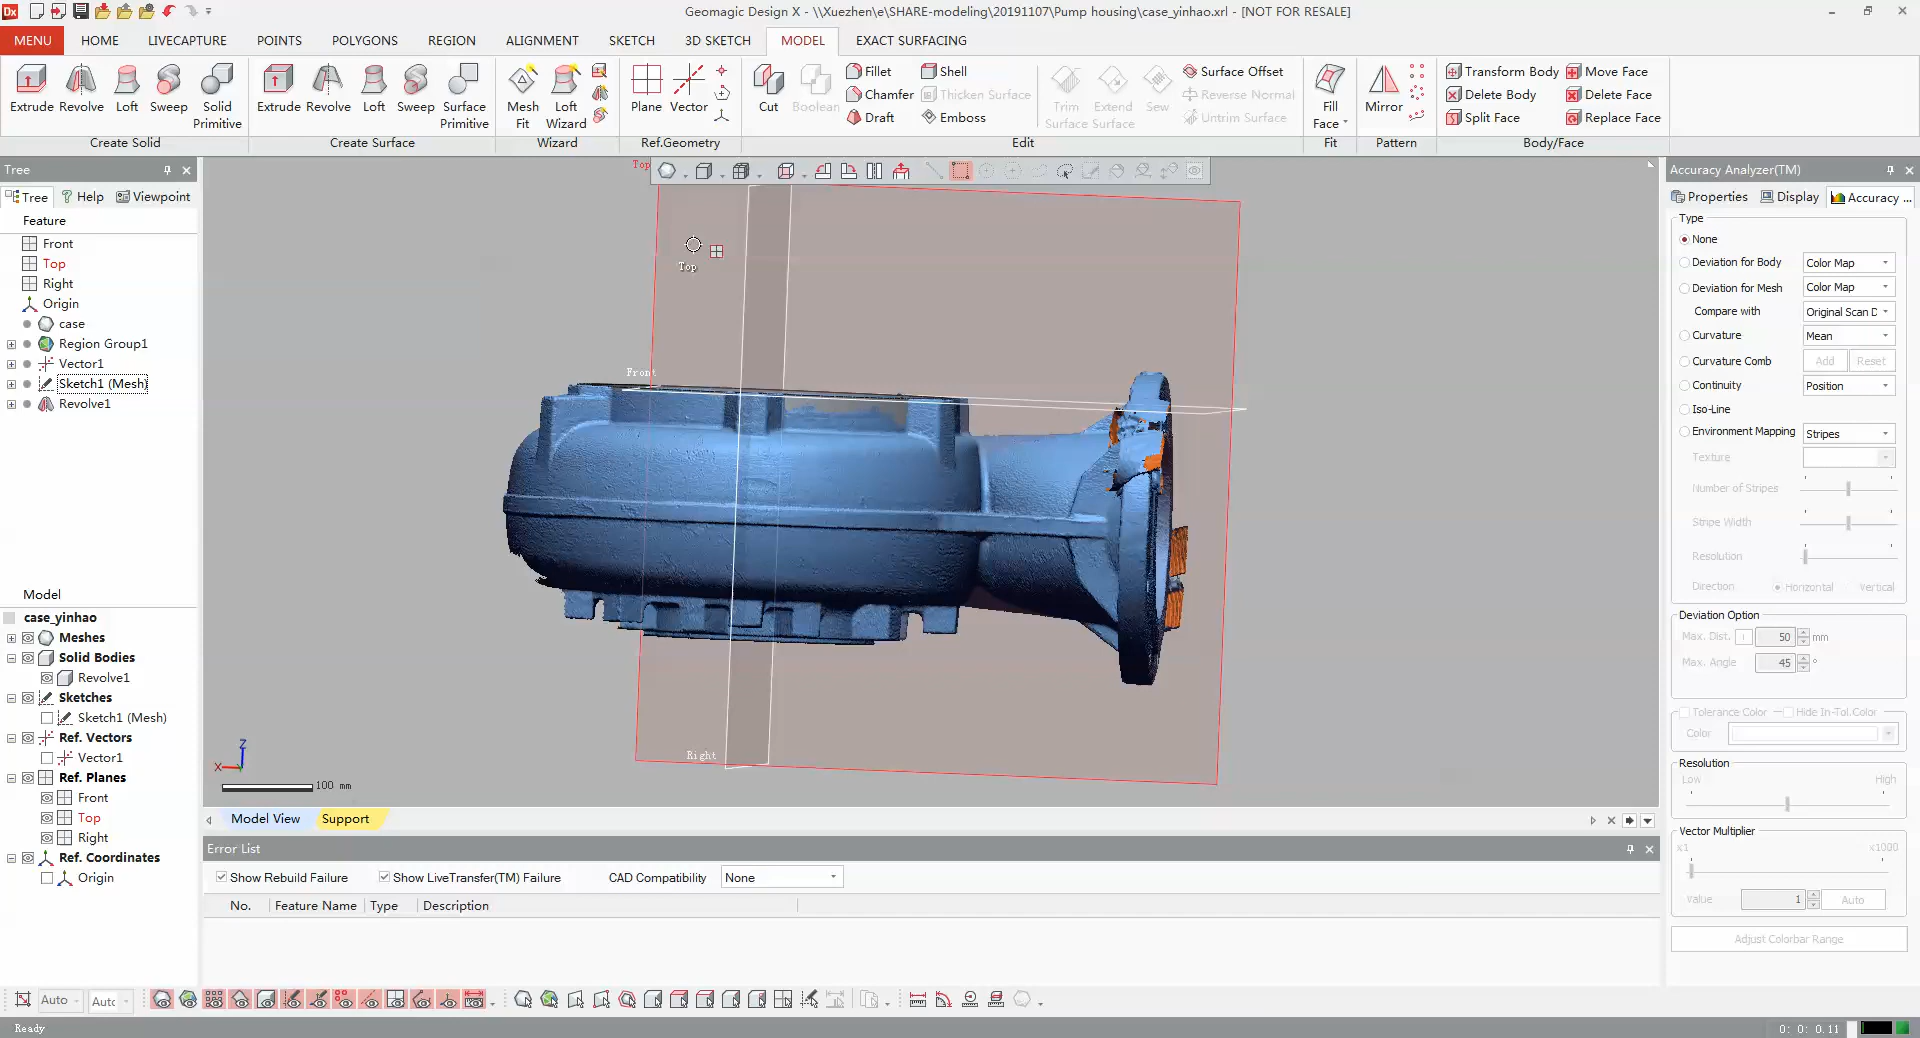 Dx Geomagic Design X - \\Xuezhen\e\SHARE-modeling\20191107\Pump housing\case_yinhao.xrl - [NOT FOR RESALE]
MENU HOME LIVECAPTURE POINTS POLYGONS REGION ALIGNMENT SKETCH 3D SKETCH MODEL EXACT SURFACING
Extrude Revolve Loft Sweep Solid Primitive
Create Solid
Extrude Revolve Loft Sweep Surface Primitive
Create Surface
Mesh Fit Loft Wizard
Wizard
Plane Vector
Ref.Geometry
Cut Boolean
Fillet Shell
Chamfer Thicken Surface
Draft Emboss
Trim Surface Extend Surface Sew
Surface Offset
Reverse Normal
Untrim Surface
Edit
Fill Face
Fit
Mirror
Pattern
Transform Body Move Face
Delete Body Delete Face
Split Face Replace Face
Body/Face
Tree
Tree Help Viewpoint
Feature
Front
Top
Right
Origin
case
Region Group1
Vector1
Sketch1 (Mesh)
Revolve1
Model
case_yinhao
Meshes
Solid Bodies
Revolve1
Sketches
Sketch1 (Mesh)
Ref. Vectors
Vector1
Ref. Planes
Front
Top
Right
Ref. Coordinates
Origin
Top
Top
Front
Right
Z
X
100 mm
Model View Support
Error List
Show Rebuild Failure Show LiveTransfer(TM) Failure CAD Compatibility None
No. Feature Name Type Description
Accuracy Analyzer(TM)
Properties Display Accuracy ...
Type
None
Deviation for Body Color Map
Deviation for Mesh Color Map
Compare with Original Scan D
Curvature Mean
Curvature Comb Add Reset
Continuity Position
Iso-Line
Environment Mapping Stripes
Texture
Number of Stripes
Stripe Width
Resolution
Direction Horizontal Vertical
Deviation Option
Max. Dist. 50 mm
Max. Angle 45 °
Tolerance Color Hide In-Tol.Color
Color
Resolution
Low High
Vector Multiplier
x1 x1000
Value 1 Auto
Adjust Colorbar Range
Auto Autc
Ready
0: 0: 0.11